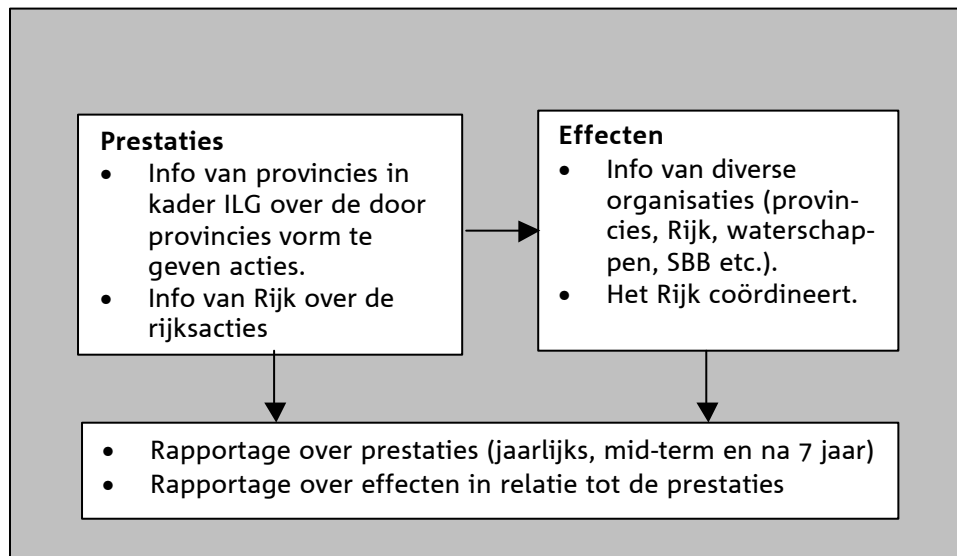 Prestaties
• Info van provincies in
kader ILG over de door
provincies vorm te
geven acties.
• Info van Rijk over de
rijksacties
Effecten
• Info van diverse
organisaties (provin-
cies, Rijk, waterschap-
pen, SBB etc.).
• Het Rijk coördineert.
• Rapportage over prestaties (jaarlijks, mid-term en na 7 jaar)
• Rapportage over effecten in relatie tot de prestaties